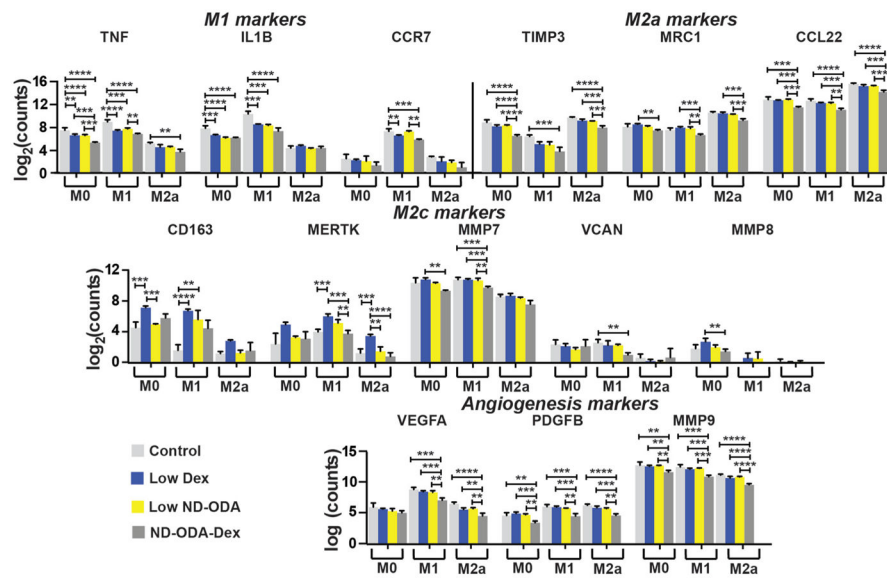 M1 markers
M2a markers
TNF IL1B CCR7 TIMP3 MRC1 CCL22
log2(counts)
16
12
8
4
0
**** **** ** *** *** **** *** **** ** *** **
**** **** *** **** *** ***
*** ** ** **
**** *** **** *** **** *** ***
** *** ** ***
*** *** *** **** *** ** **** *** ***
M0 M1 M2a M0 M1 M2a M0 M1 M2a M0 M1 M2a M0 M1 M2a M0 M1 M2a
M2c markers
CD163 MERTK MMP7 VCAN MMP8
log2(counts)
12
8
4
0
*** *** ** ****
*** *** ** *** **** **
** *** *** **
**
**
M0 M1 M2a M0 M1 M2a M0 M1 M2a M0 M1 M2a M0 M1 M2a
Angiogenesis markers
VEGFA PDGFB MMP9
log (counts)
15
10
5
0
*** *** ** **** ** **
** *** ** *** *** ** **** *** **
** ** ** *** *** *** **** **** ****
M0 M1 M2a M0 M1 M2a M0 M1 M2a
Control
Low Dex
Low ND-ODA
ND-ODA-Dex